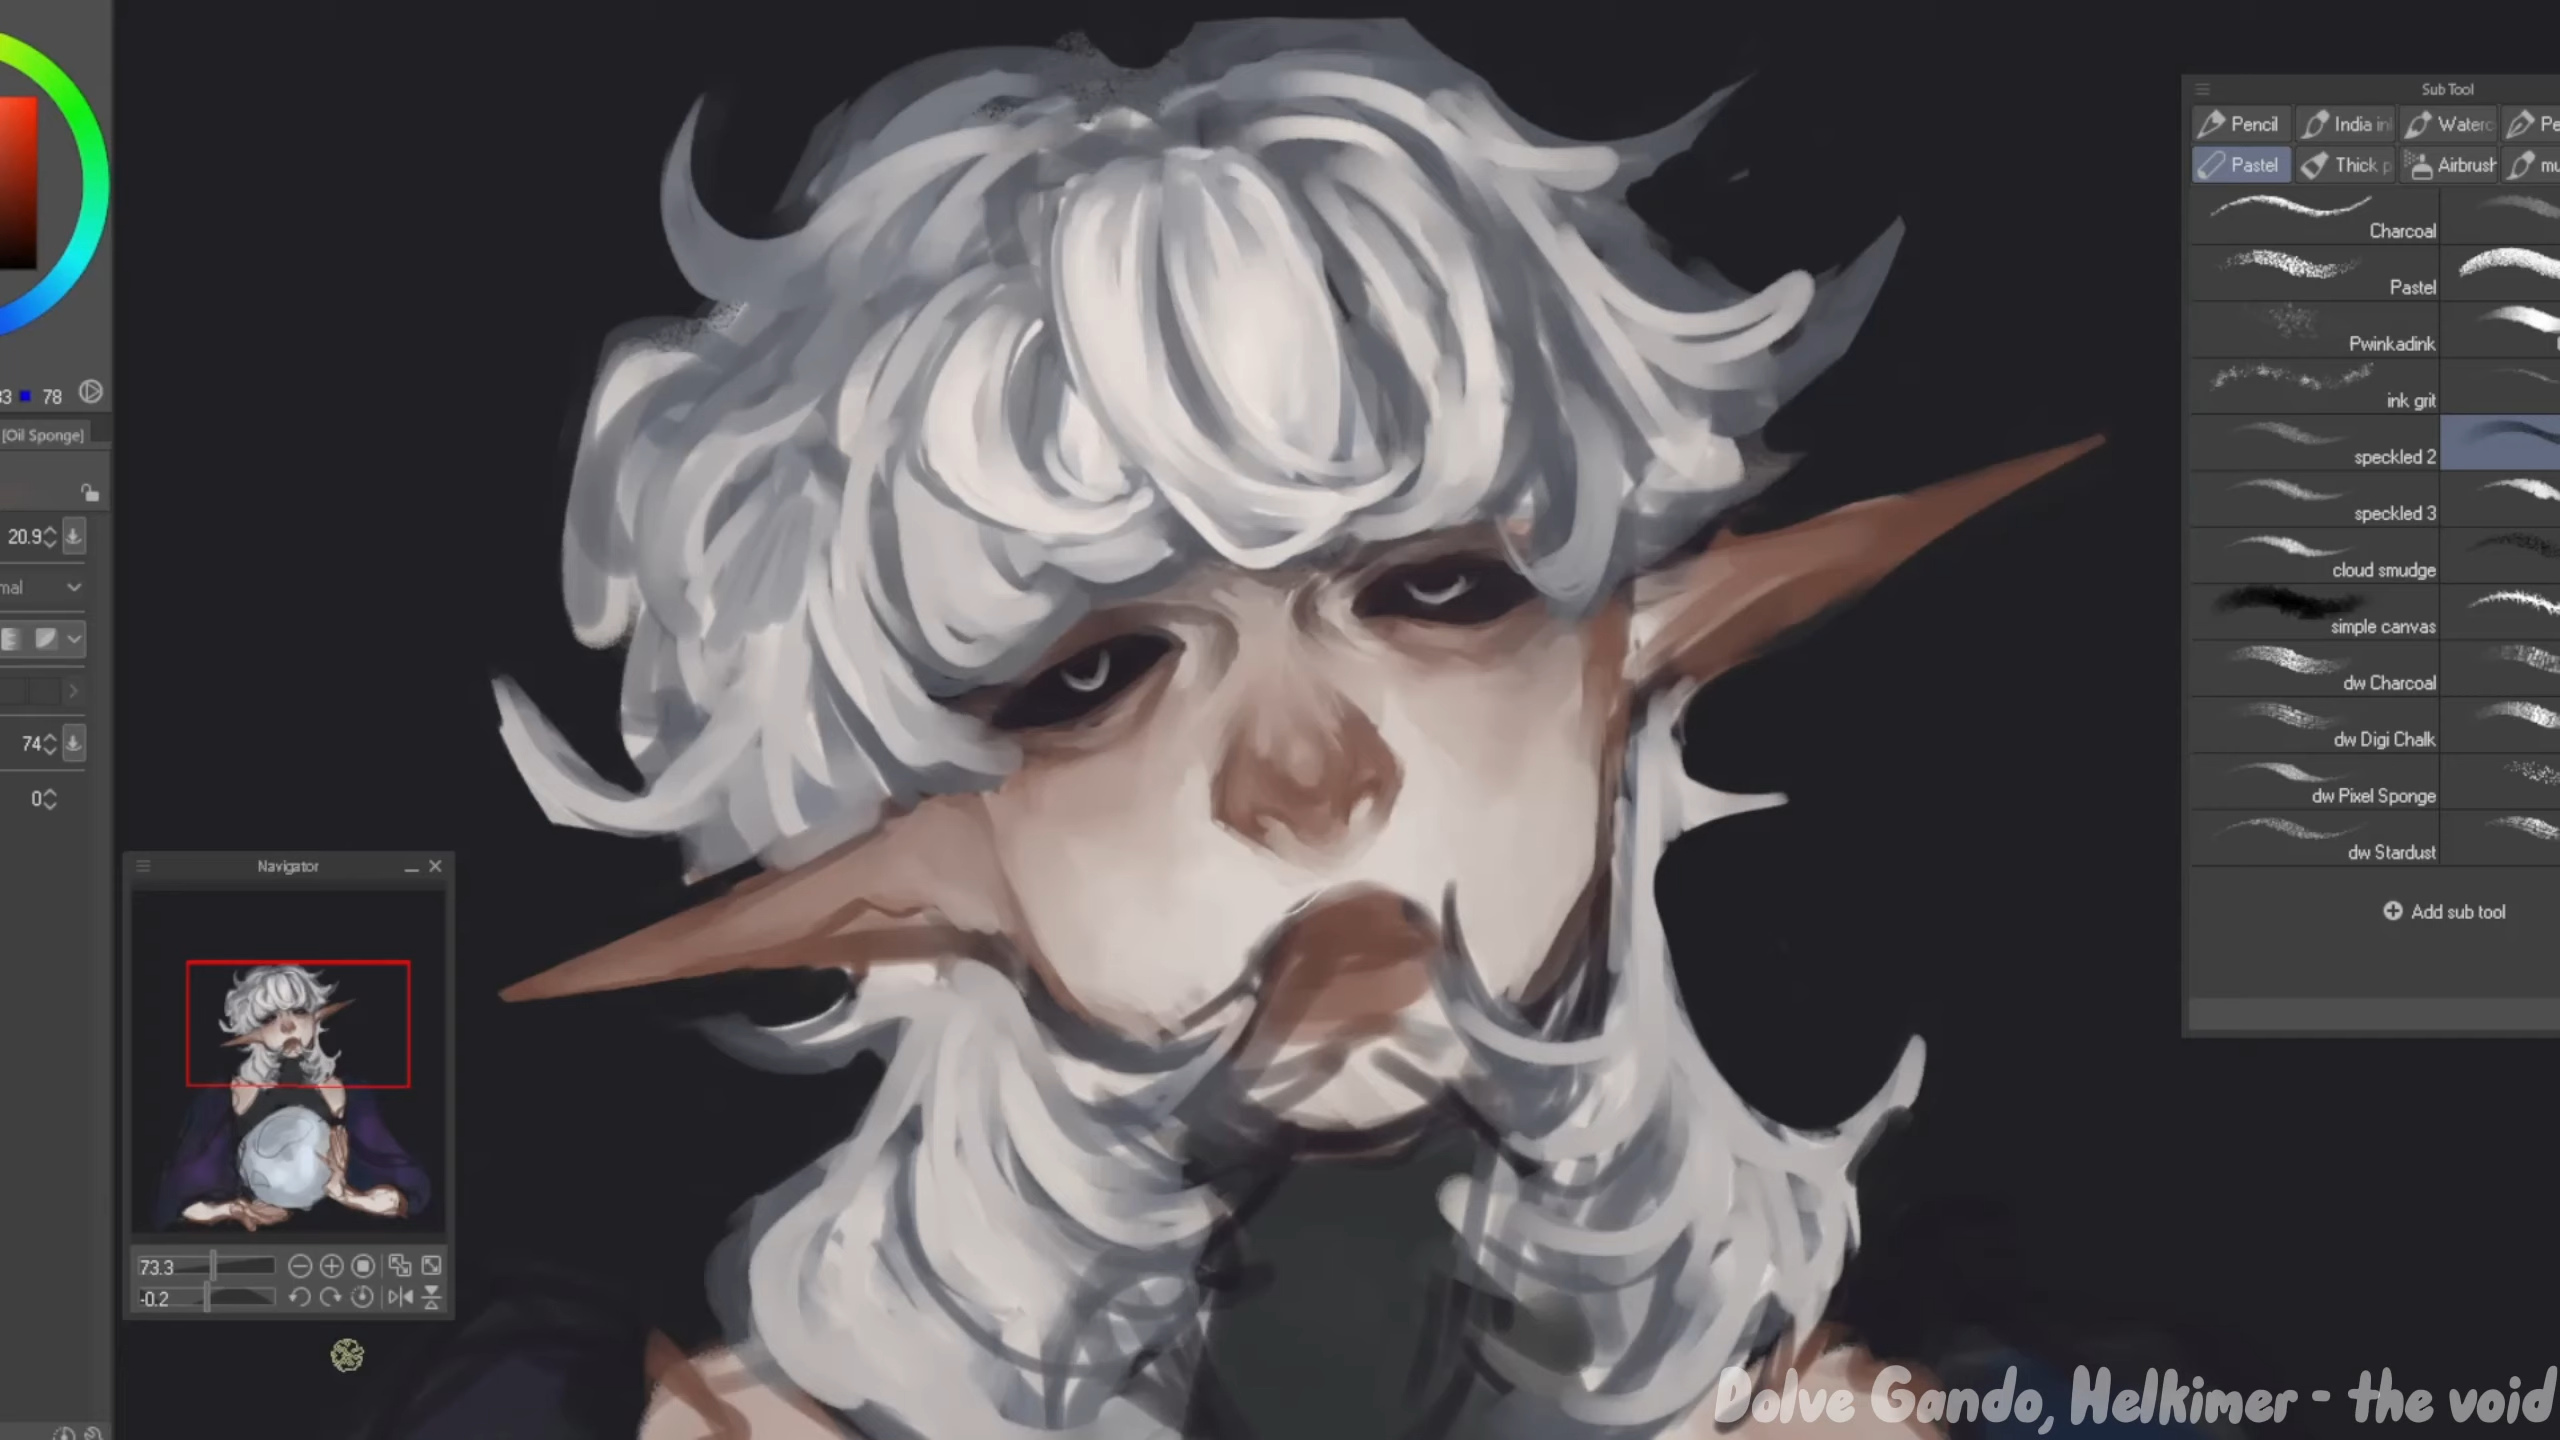 Sub Tool
Pencil
India in
Waterc
Pe
Pastel
Thick p
Airbrush
mu
Charcoal
Pastel
Pwinkadink
ink grit
speckled 2
speckled 3
cloud smudge
simple canvas
dw Charcoal
dw Digi Chalk
dw Pixel Sponge
dw Stardust
Add sub tool
33 78
[Oil Sponge]
20.9
mal
74
0
Navigator
73.3
-0.2
Dolve Gando, Helkimer - the void